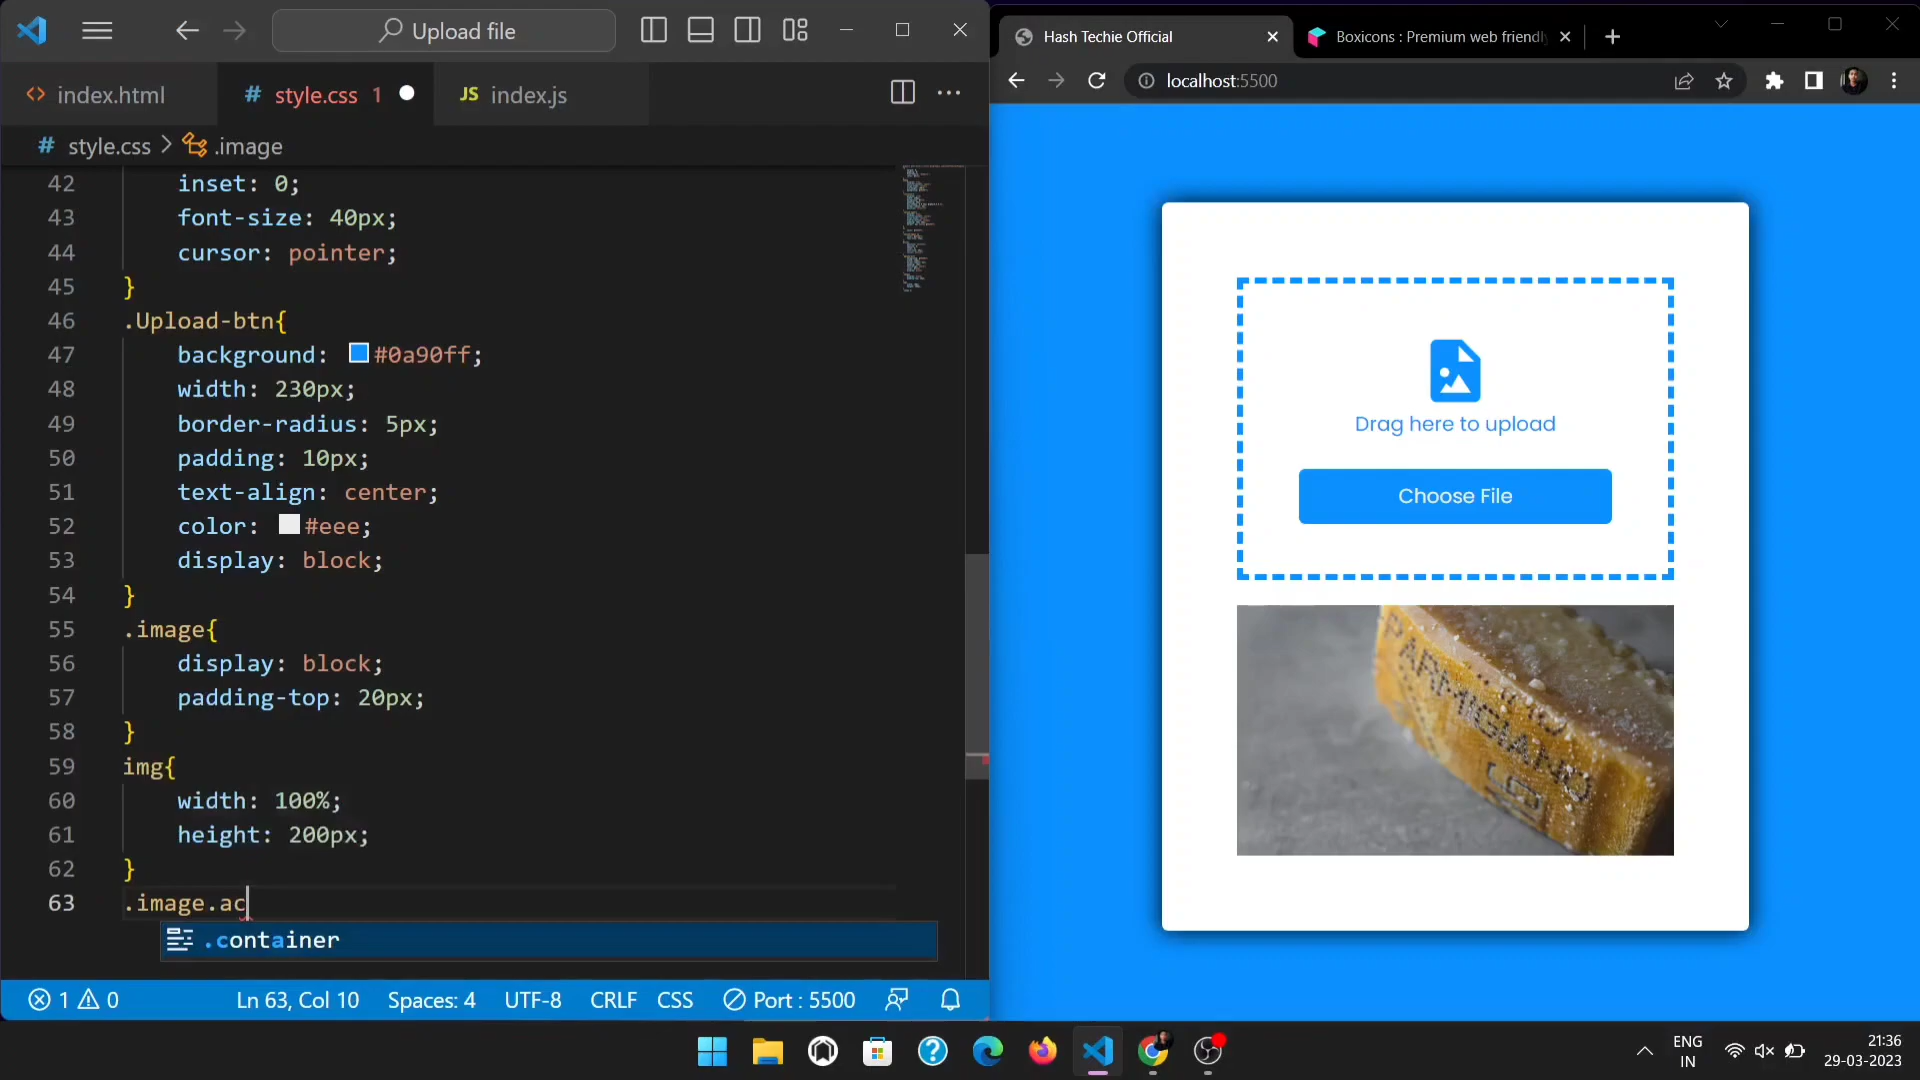 Upload file
index.html
# style.css 1
JS index.js
# style.css > .image
42 inset: 0;
43 font-size: 40px;
44 cursor: pointer;
45 }
46 .Upload-btn{
47 background: #0a90ff;
48 width: 230px;
49 border-radius: 5px;
50 padding: 10px;
51 text-align: center;
52 color: #eee;
53 display: block;
54 }
55 .image{
56 display: block;
57 padding-top: 20px;
58 }
59 img{
60 width: 100%;
61 height: 200px;
62 }
63 .image.ac
.container
1 0 Ln 63, Col 10 Spaces: 4 UTF-8 CRLF CSS Port : 5500
Hash Techie Official
Boxicons : Premium web friendly
localhost:5500
Drag here to upload
Choose File
PARMIGIANO
ENG
IN
21:36
29-03-2023